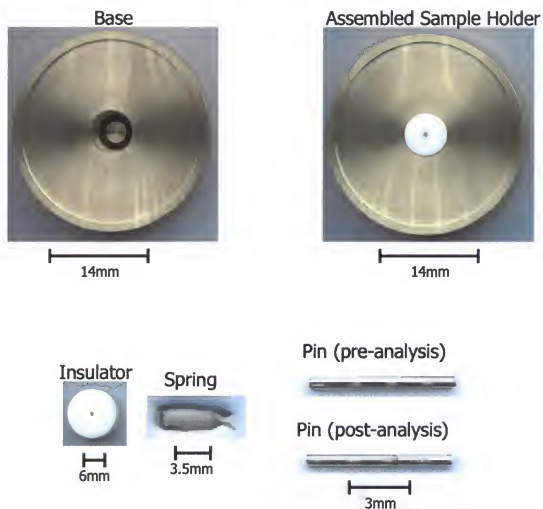 Base
Assembled Sample Holder
14mm
14mm
Insulator
Spring
6mm
3.5mm
Pin (pre-analysis)
Pin (post-analysis)
3mm